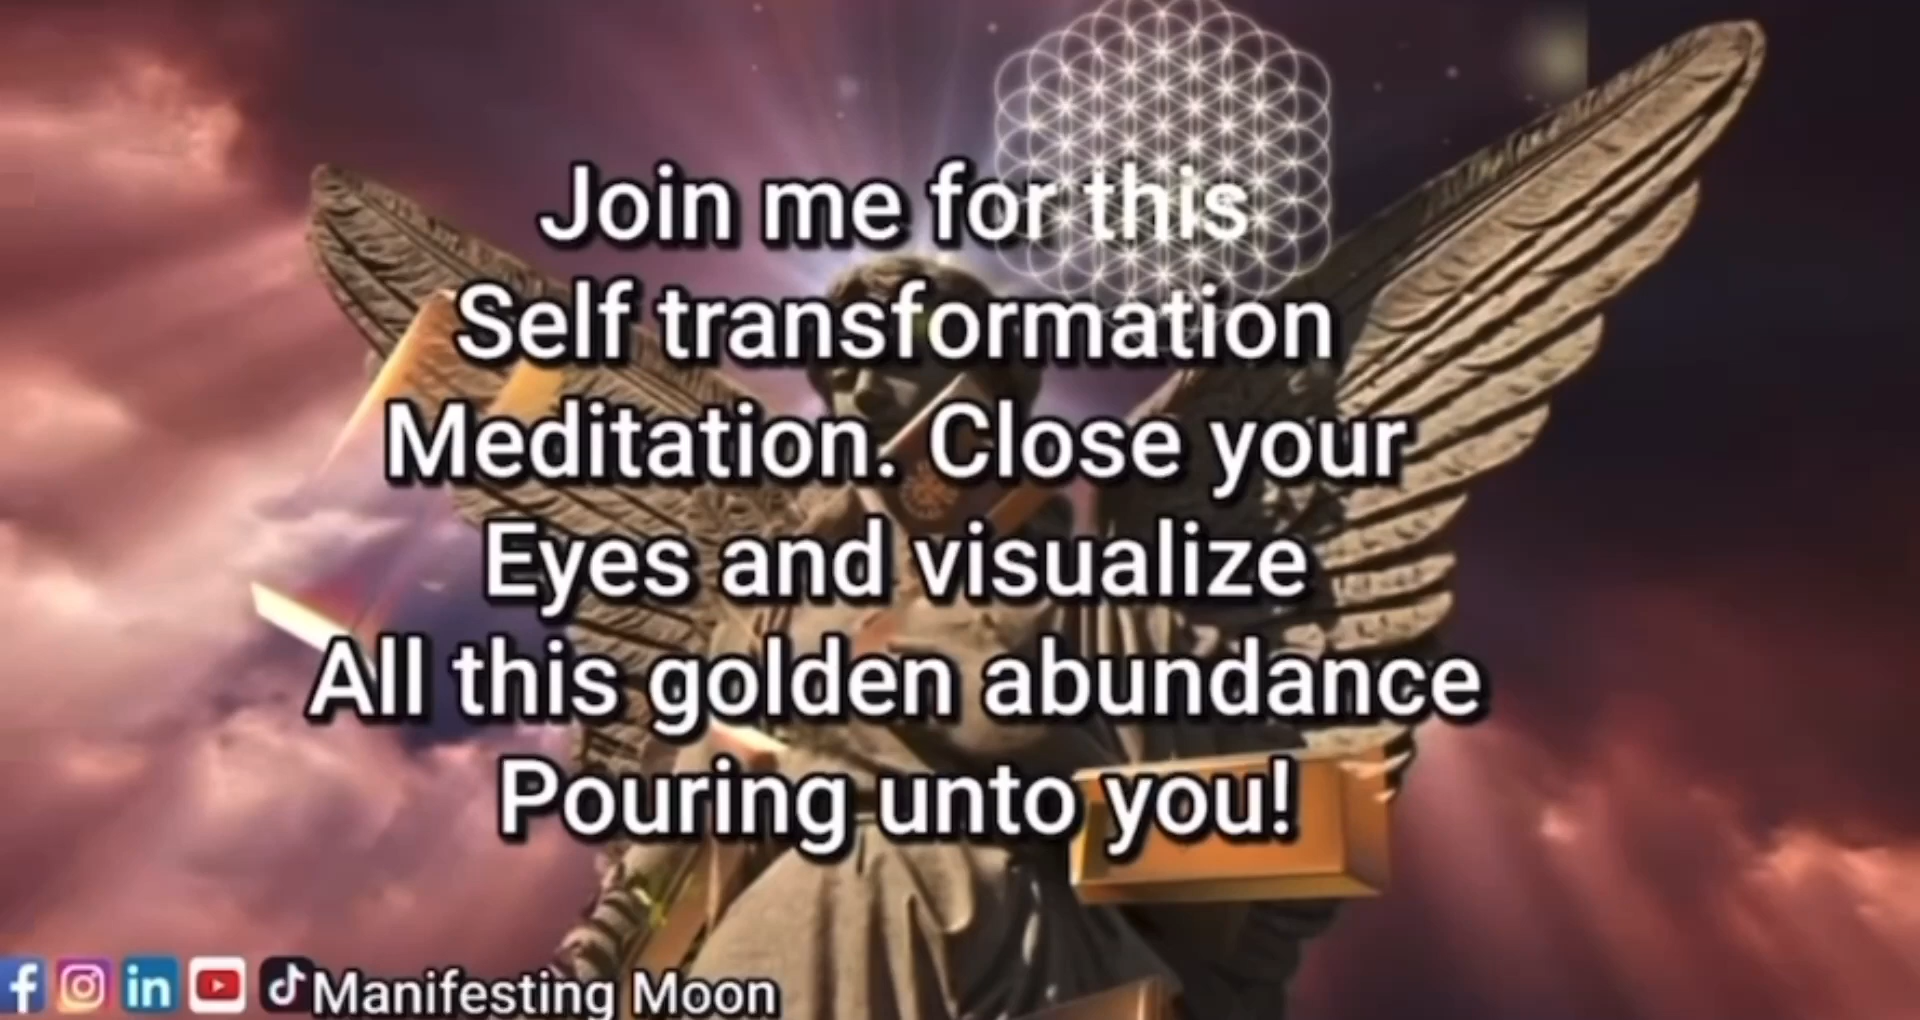 Join me for this
Self transformation
Meditation. Close your
Eyes and visualize
All this golden abundance
Pouring unto you!
Manifesting Moon